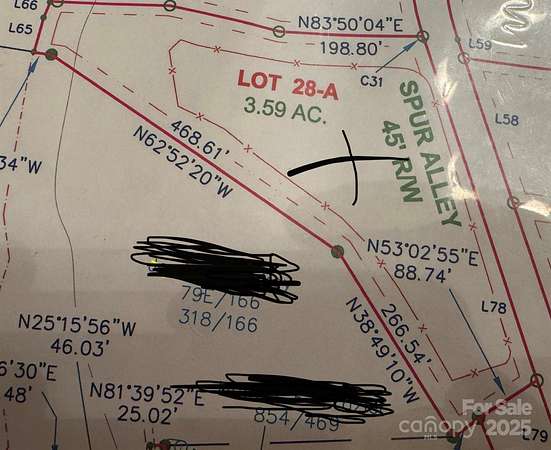 L66
L65
N83°50'04"E
198.80'
C31
L59
LOT 28-A
3.59 AC.
SPUR ALLEY
45' R/W
L58
468.61'
N62°52'20"W
34"W
N53°02'55"E
88.74'
79E/166
318/166
266.54'
N38°49'10"W
L78
N25°15'56"W
46.03'
6'30"E
48'
N81°39'52"E
25.02'
854/469
L79
For Sale
canopy 2025
MLS